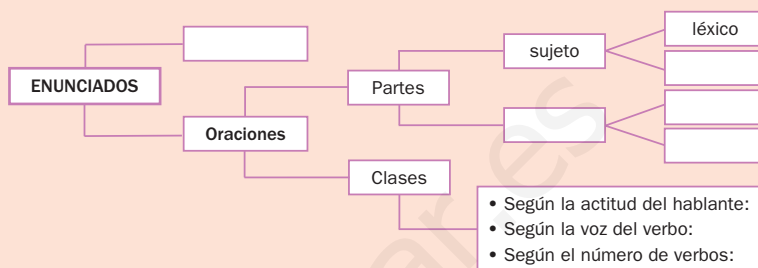 léxico
sujeto
ENUNCIADOS
Partes
Oraciones
Clases
• Según la actitud del hablante:
• Según la voz del verbo:
• Según el número de verbos: